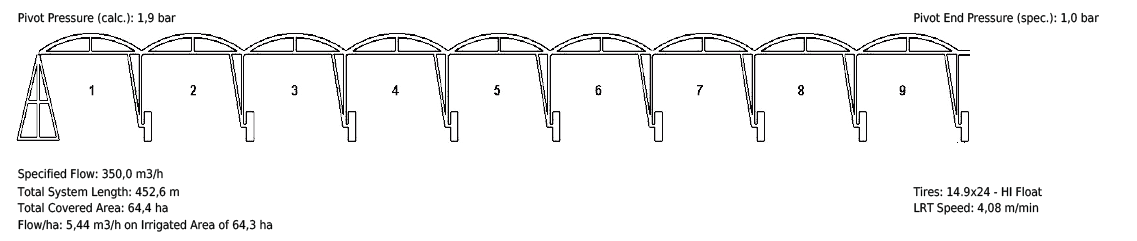 Pivot Pressure (calc.): 1,9 bar
Pivot End Pressure (spec.): 1,0 bar
1 2 3 4 5 6 7 8 9
Specified Flow: 350,0 m3/h
Total System Length: 452,6 m
Tires: 14.9x24 - HI Float
Total Covered Area: 64,4 ha
LRT Speed: 4,08 m/min
Flow/ha: 5,44 m3/h on Irrigated Area of 64,3 ha